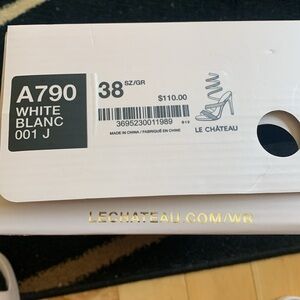 A790
WHITE
BLANC
001 J
38 SZ/GR
$110.00
3695230011989 819
MADE IN CHINA / FABRIQUÉ EN CHINE
LE CHÂTEAU
LECHATEAU.COM/WR